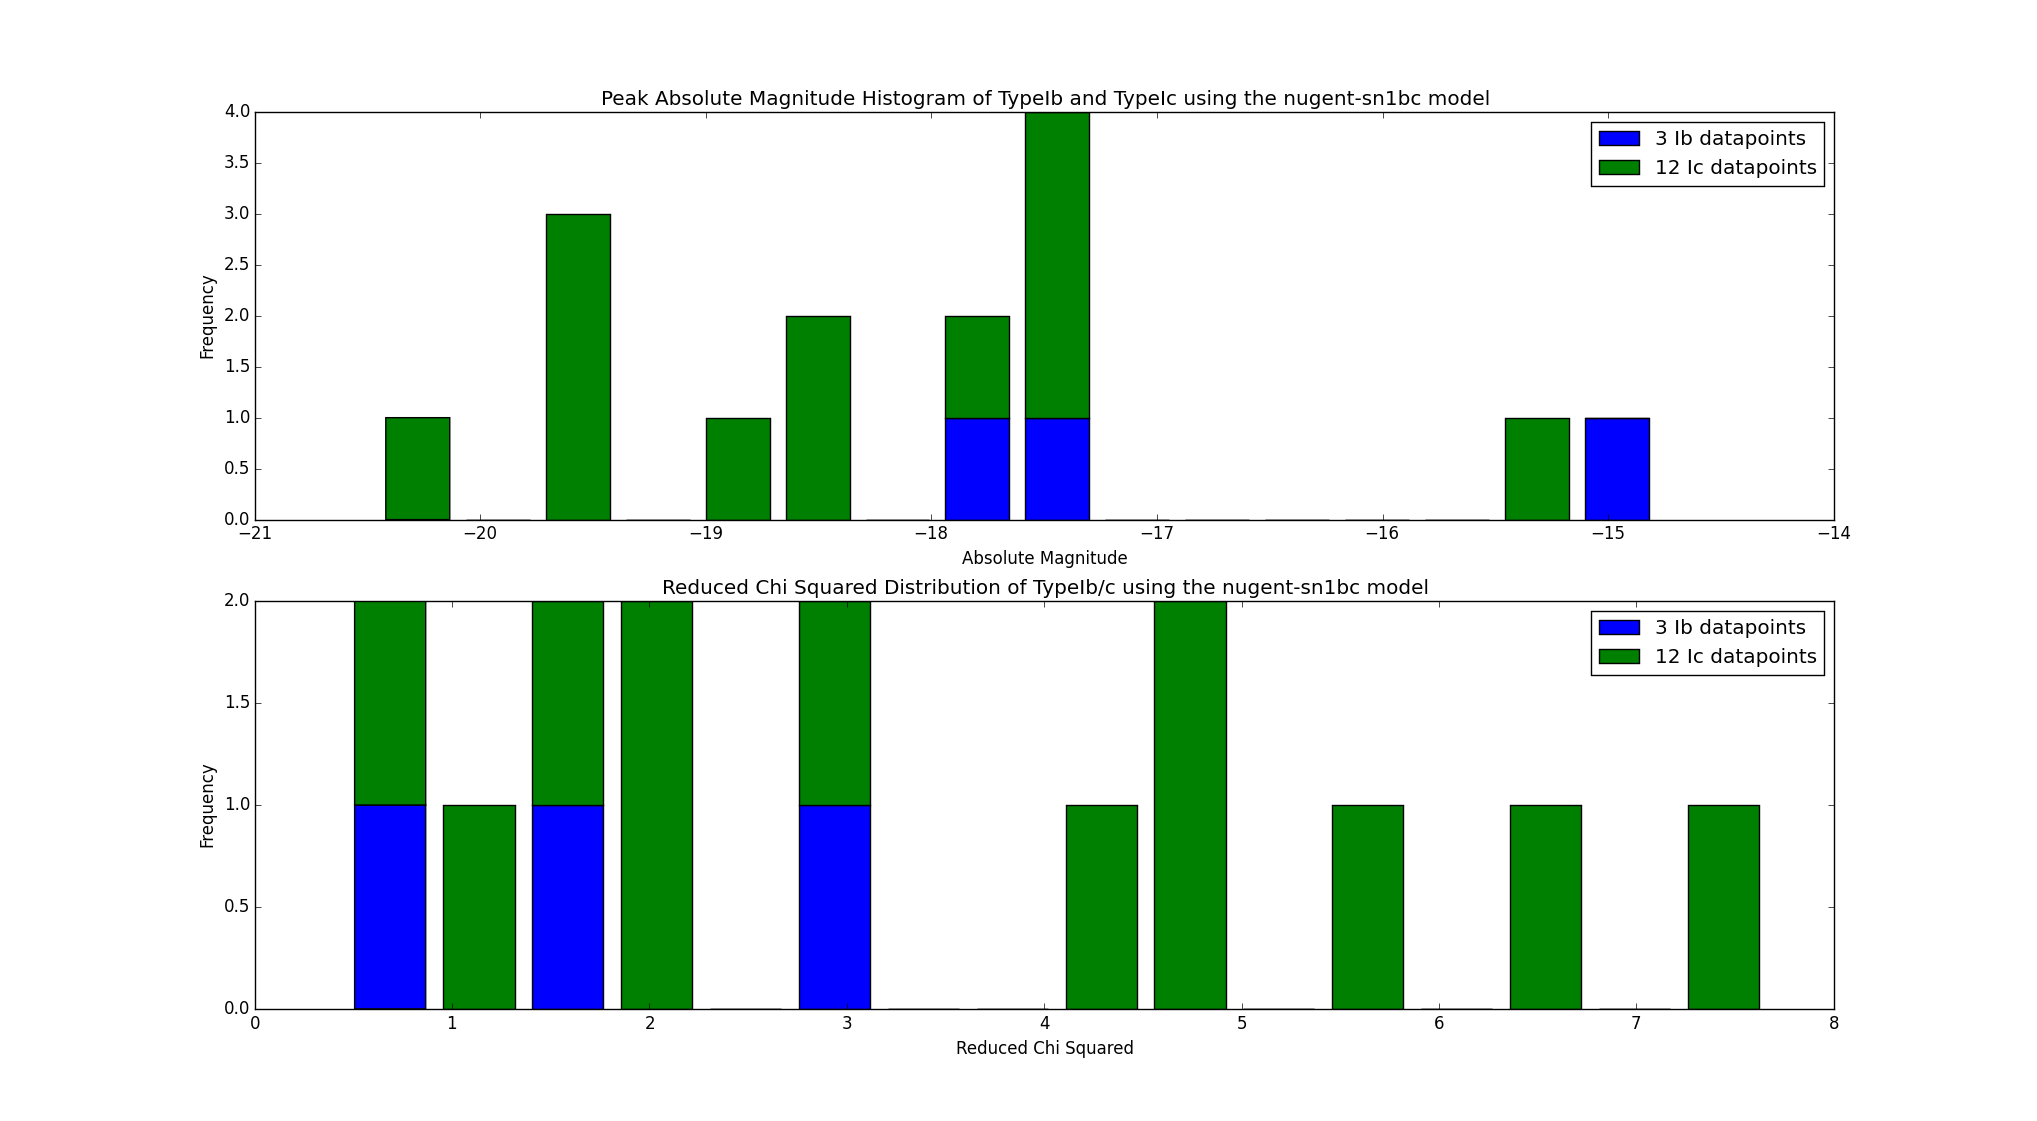 Peak Absolute Magnitude Histogram of TypeIb and TypeIc using the nugent-sn1bc model
4.0
3.5
3.0
2.5
2.0
1.5
1.0
0.5
0.0
Frequency
3 Ib datapoints
12 Ic datapoints
−21 −20 −19 −18 −17 −16 −15 −14
Absolute Magnitude
Reduced Chi Squared Distribution of TypeIb/c using the nugent-sn1bc model
2.0
1.5
1.0
0.5
0.0
Frequency
3 Ib datapoints
12 Ic datapoints
0 1 2 3 4 5 6 7 8
Reduced Chi Squared